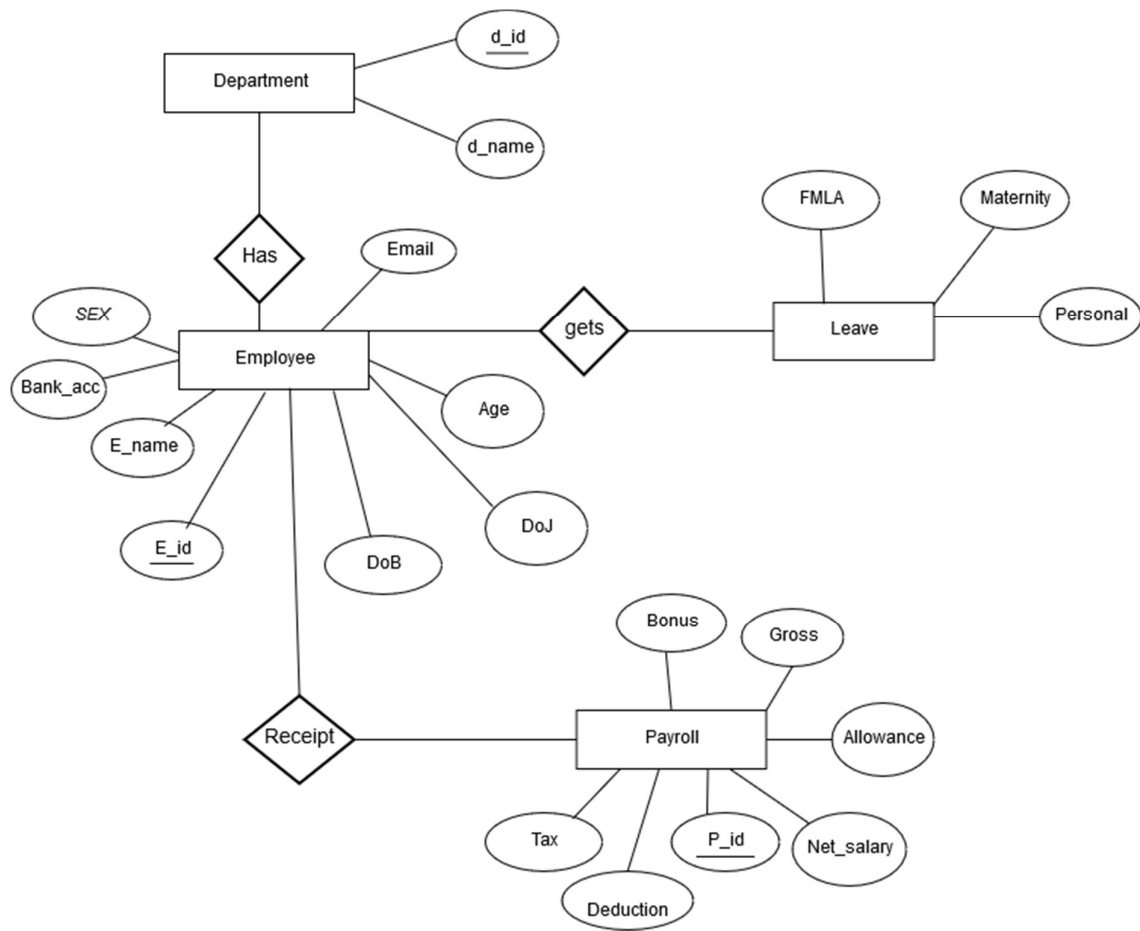 d_id
Department
d_name
FMLA
Maternity
Has
Email
SEX
gets
Leave
Personal
Employee
Bank_acc
Age
E_name
E_id
DoB
DoJ
Bonus
Gross
Receipt
Payroll
Allowance
Tax
P_id
Net_salary
Deduction